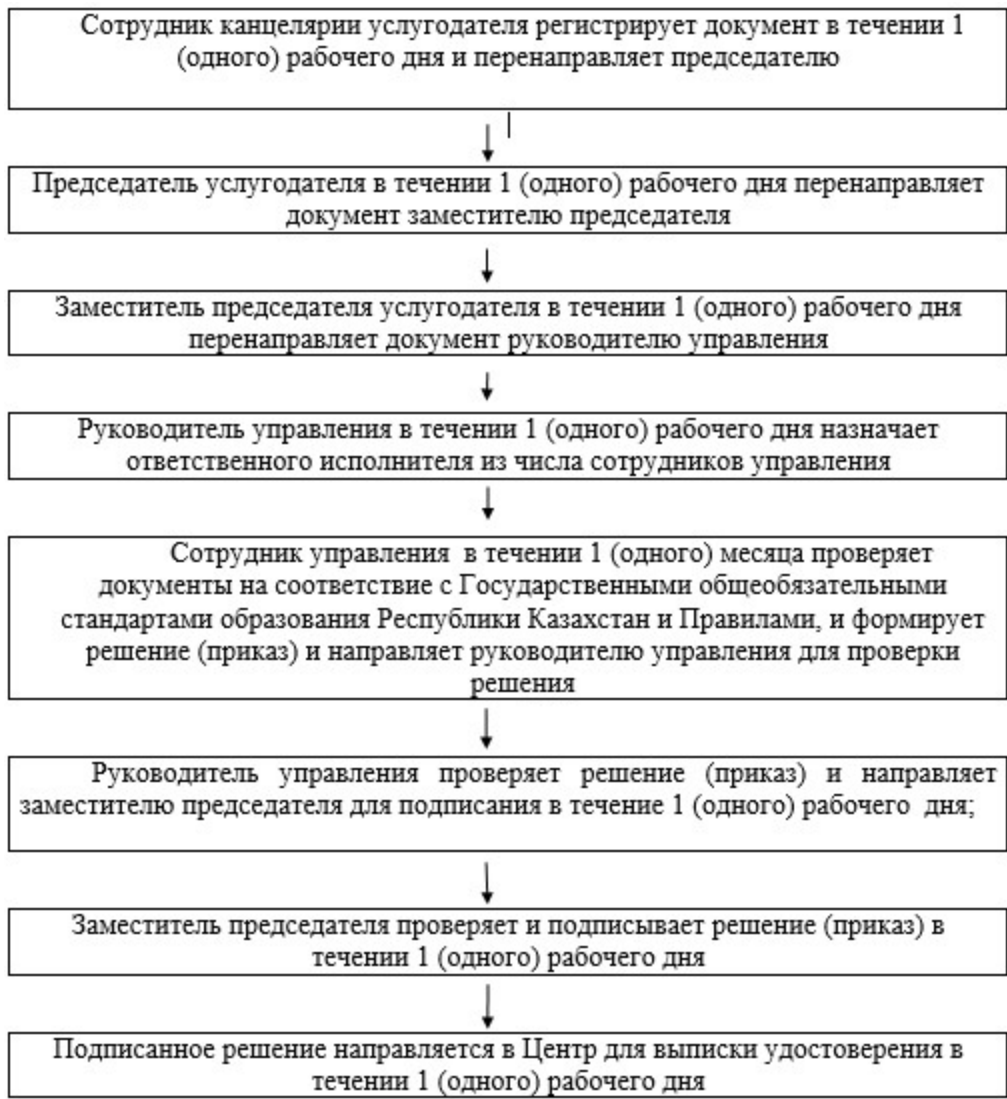 Сотрудник канцелярии услугодателя регистрирует документ в течении 1
(одного) рабочего дня и перенаправляет председателю
Председатель услугодателя в течении 1 (одного) рабочего дня перенаправляет
документ заместителю председателя
Заместитель председателя услугодателя в течении 1 (одного) рабочего дня
перенаправляет документ руководителю управления
Руководитель управления в течении 1 (одного) рабочего дня назначает
ответственного исполнителя из числа сотрудников управления
Сотрудник управления в течении 1 (одного) месяца проверяет
документы на соответствие с Государственными общеобязательными
стандартами образования Республики Казахстан и Правилами, и формирует
решение (приказ) и направляет руководителю управления для проверки
решения
Руководитель управления проверяет решение (приказ) и направляет
заместителю председателя для подписания в течение 1 (одного) рабочего дня;
Заместитель председателя проверяет и подписывает решение (приказ) в
течении 1 (одного) рабочего дня
Подписанное решение направляется в Центр для выписки удостоверения в
течении 1 (одного) рабочего дня